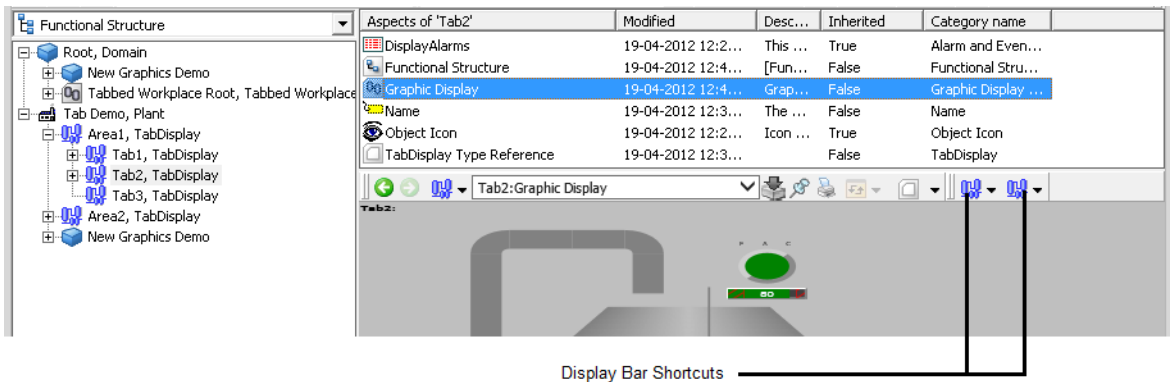 Functional Structure
Root, Domain
New Graphics Demo
Tabbed Workplace Root, Tabbed Workplace
Tab Demo, Plant
Area1, TabDisplay
Tab1, TabDisplay
Tab2, TabDisplay
Tab3, TabDisplay
Area2, TabDisplay
New Graphics Demo
Aspects of 'Tab2' Modified Desc... Inherited Category name
DisplayAlarms 19-04-2012 12:2... This ... True Alarm and Even...
Functional Structure 19-04-2012 12:4... [Fun... False Functional Stru...
Graphic Display 19-04-2012 12:4... Grap... False Graphic Display ...
Name 19-04-2012 12:3... The ... False Name
Object Icon 19-04-2012 12:2... Icon ... True Object Icon
TabDisplay Type Reference 19-04-2012 12:3... False TabDisplay
Tab2:Graphic Display
Tab2:
P A C
80
Display Bar Shortcuts